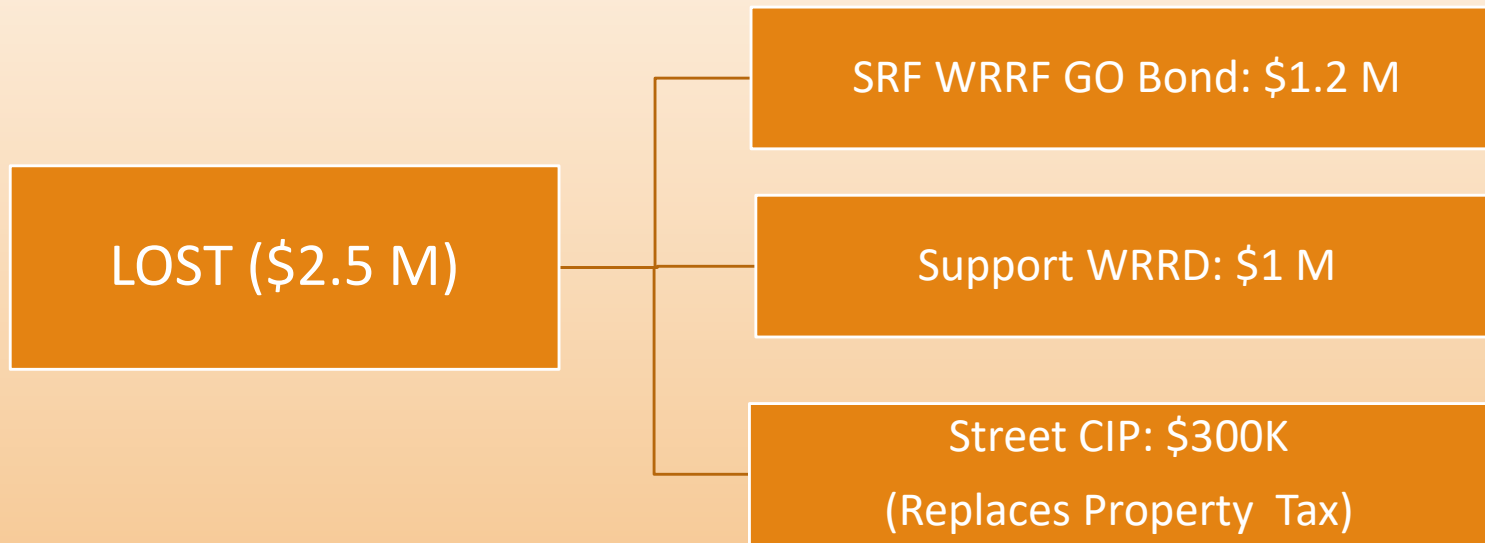 LOST ($2.5 M)
SRF WRRF GO Bond: $1.2 M
Support WRRD: $1 M
Street CIP: $300K
(Replaces Property Tax)